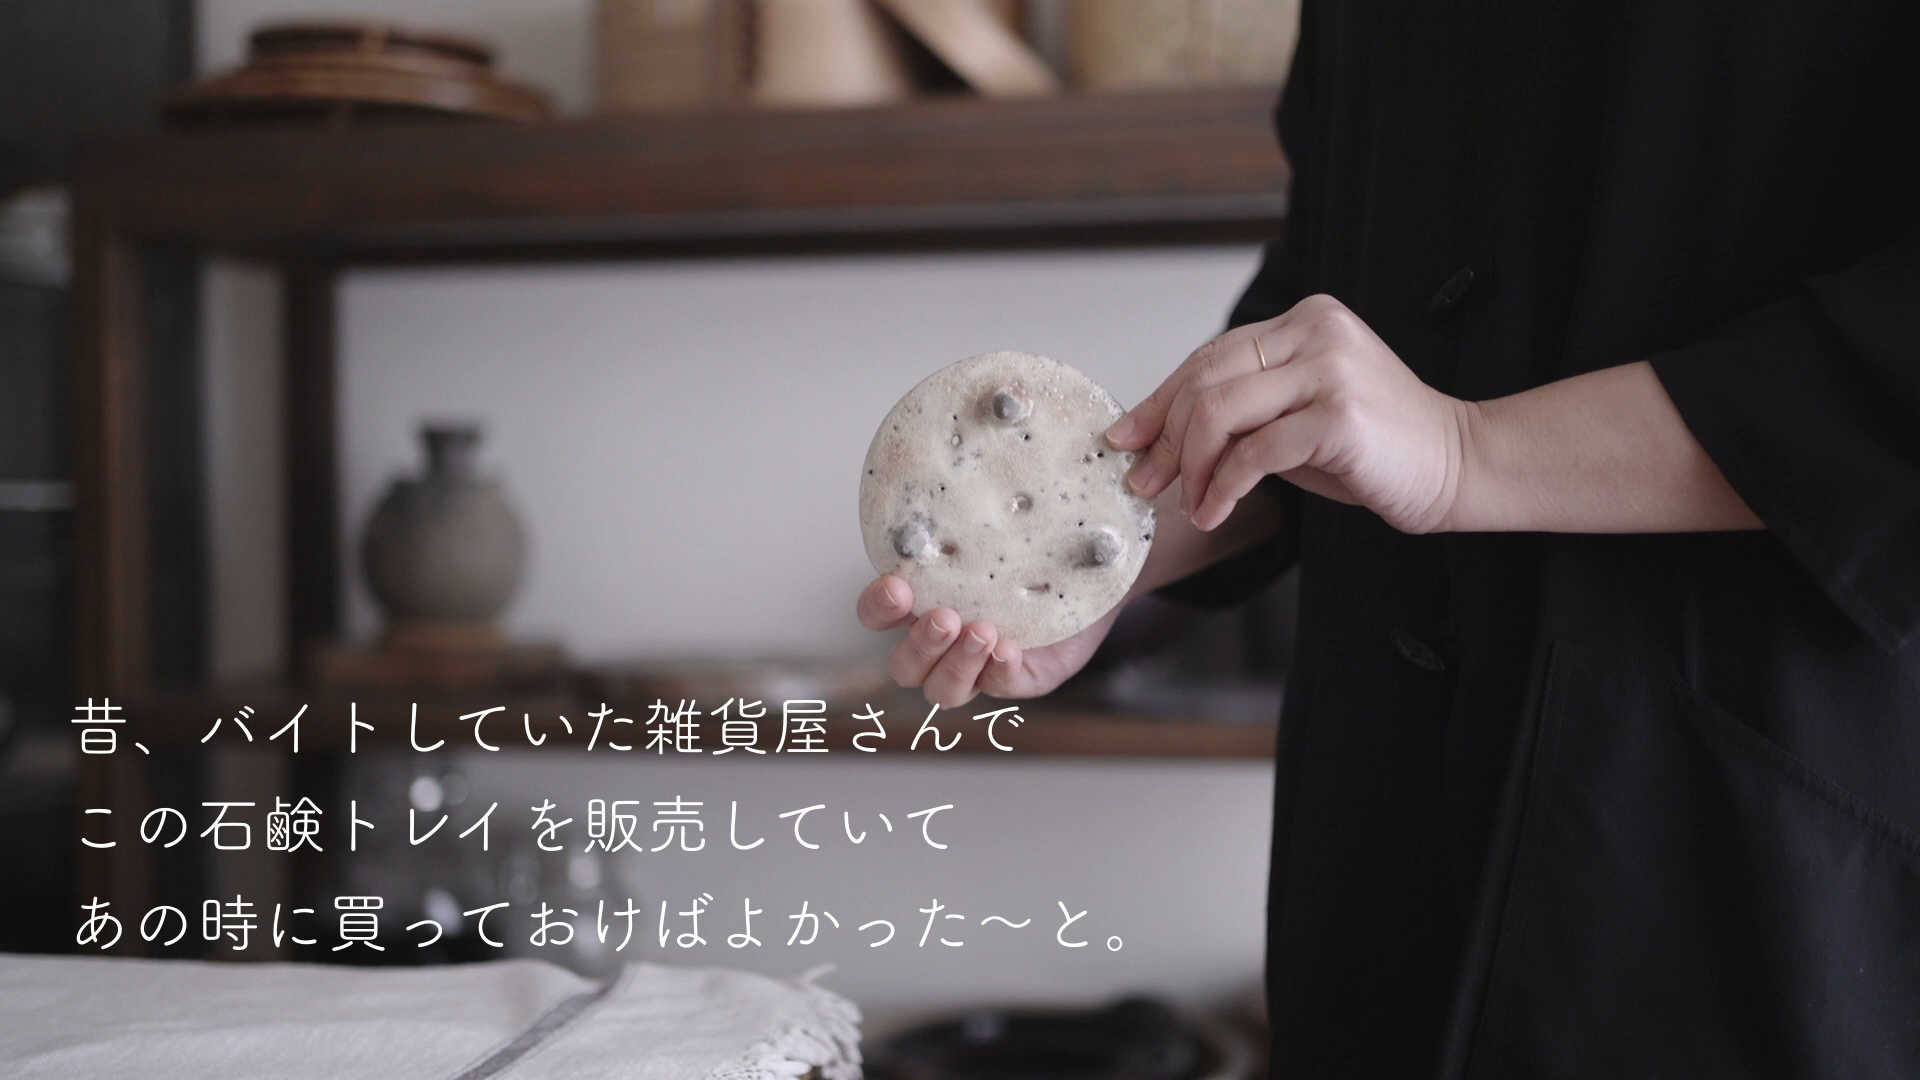 昔、バイトしていた雑貨屋さんで
この石鹸トレイを販売していて
あの時に買っておけばよかった〜と。